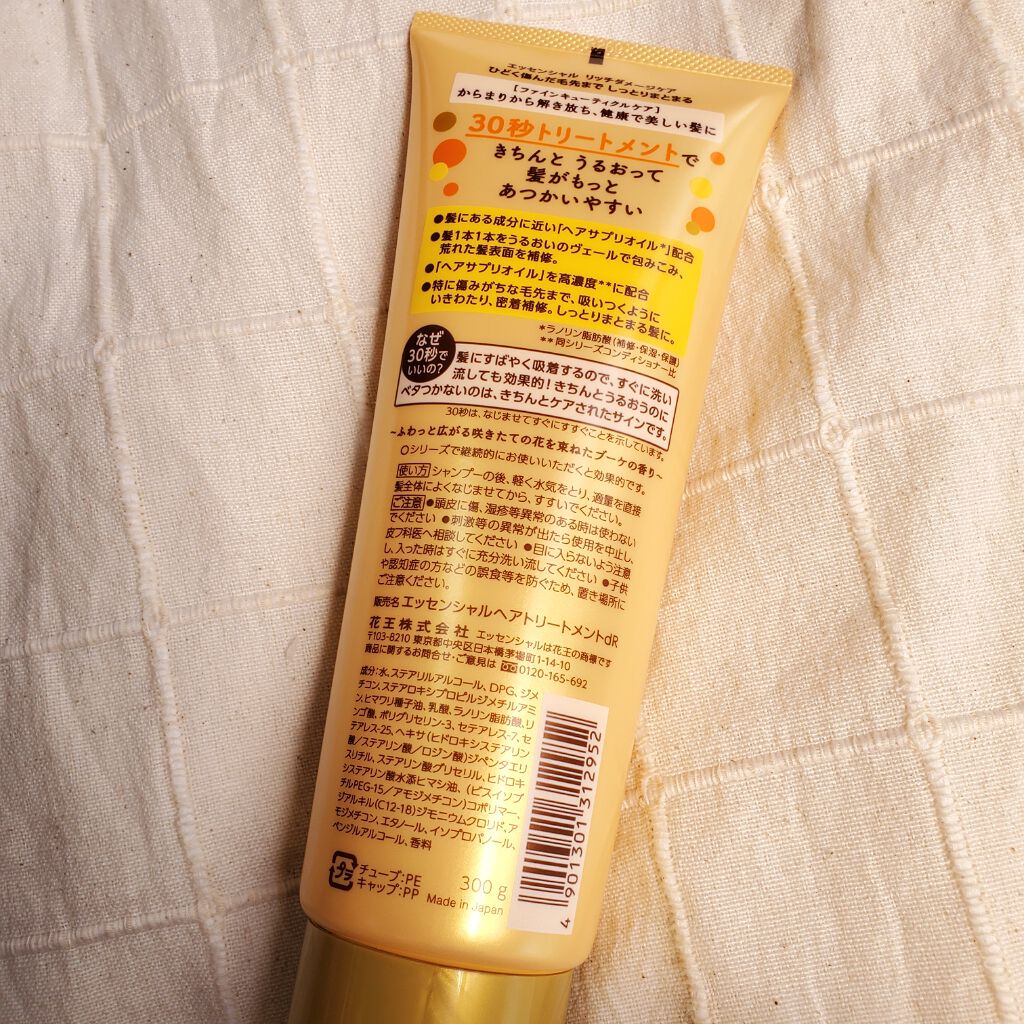 エッセンシャル リッチダメージケア
ひどく傷んだ毛先まで しっとりまとまる
[ファインキューティクルケア]
からまりから解き放ち、健康で美しい髪に
30秒トリートメントで
きちんと うるおって
髪がもっと
あつかいやすい
●髪にある成分に近い「ヘアサプリオイル*」配合
●髪1本1本をうるおいのヴェールで包みこみ、
荒れた髪表面を補修。
●「ヘアサプリオイル」を高濃度**に配合
●特に傷みがちな毛先まで、吸いつくように
いきわたり、密着補修。しっとりまとまる髪に。
*ラノリン脂肪酸(補修・保湿・保護)
**同シリーズコンディショナー比
なぜ
30秒で
いいの?
髪にすばやく吸着するので、すぐに洗い
流しても効果的!きちんとうるおうのに
ベタつかないのは、きちんとケアされたサインです。
30秒は、なじませてすぐにすすぐことを示しています。
~ふわっと広がる咲きたての花を束ねたブーケの香り~
○シリーズで継続的にお使いいただくと効果的です。
使い方 シャンプーの後、軽く水気をとり、適量を直接
髪全体によくなじませてから、すすいでください。
ご注意 ●頭皮に傷、湿疹等異常のある時は使わない
でください ●刺激等の異常が出たら使用を中止し、
皮フ科医へ相談してください ●目に入らないよう注意
し、入った時はすぐに充分洗い流してください ●子供
や認知症の方などの誤食等を防ぐため、置き場所に
ご注意ください。
販売名 エッセンシャルヘアトリートメントdR
花王株式会社 エッセンシャルは花王の商標です
〒103-8210 東京都中央区日本橋茅場町1-14-10
商品に関するお問合せ・ご意見は 0120-165-692
成分:水、ステアリルアルコール、DPG、ジメ
チコン、ステアロキシプロピルジメチルアミ
ン、ヒマワリ種子油、乳酸、ラノリン脂肪酸、リ
ンゴ酸、ポリグリセリン-3、セテアレス-7、セ
テアレス-25、ヘキサ(ヒドロキシステアリン
酸/ステアリン酸/ロジン酸)ジペンタエリ
スリチル、ステアリン酸グリセリル、ヒドロキ
システアリン酸水添ヒマシ油、(ビスイソブ
チルPEG-15/アモジメチコン)コポリマー、
ジアルキル(C12-18)ジモニウムクロリド、ア
モジメチコン、エタノール、イソプロパノール、
ベンジルアルコール、香料
プラ
チューブ:PE
キャップ:PP
300g
Made in Japan
4 901301 312952